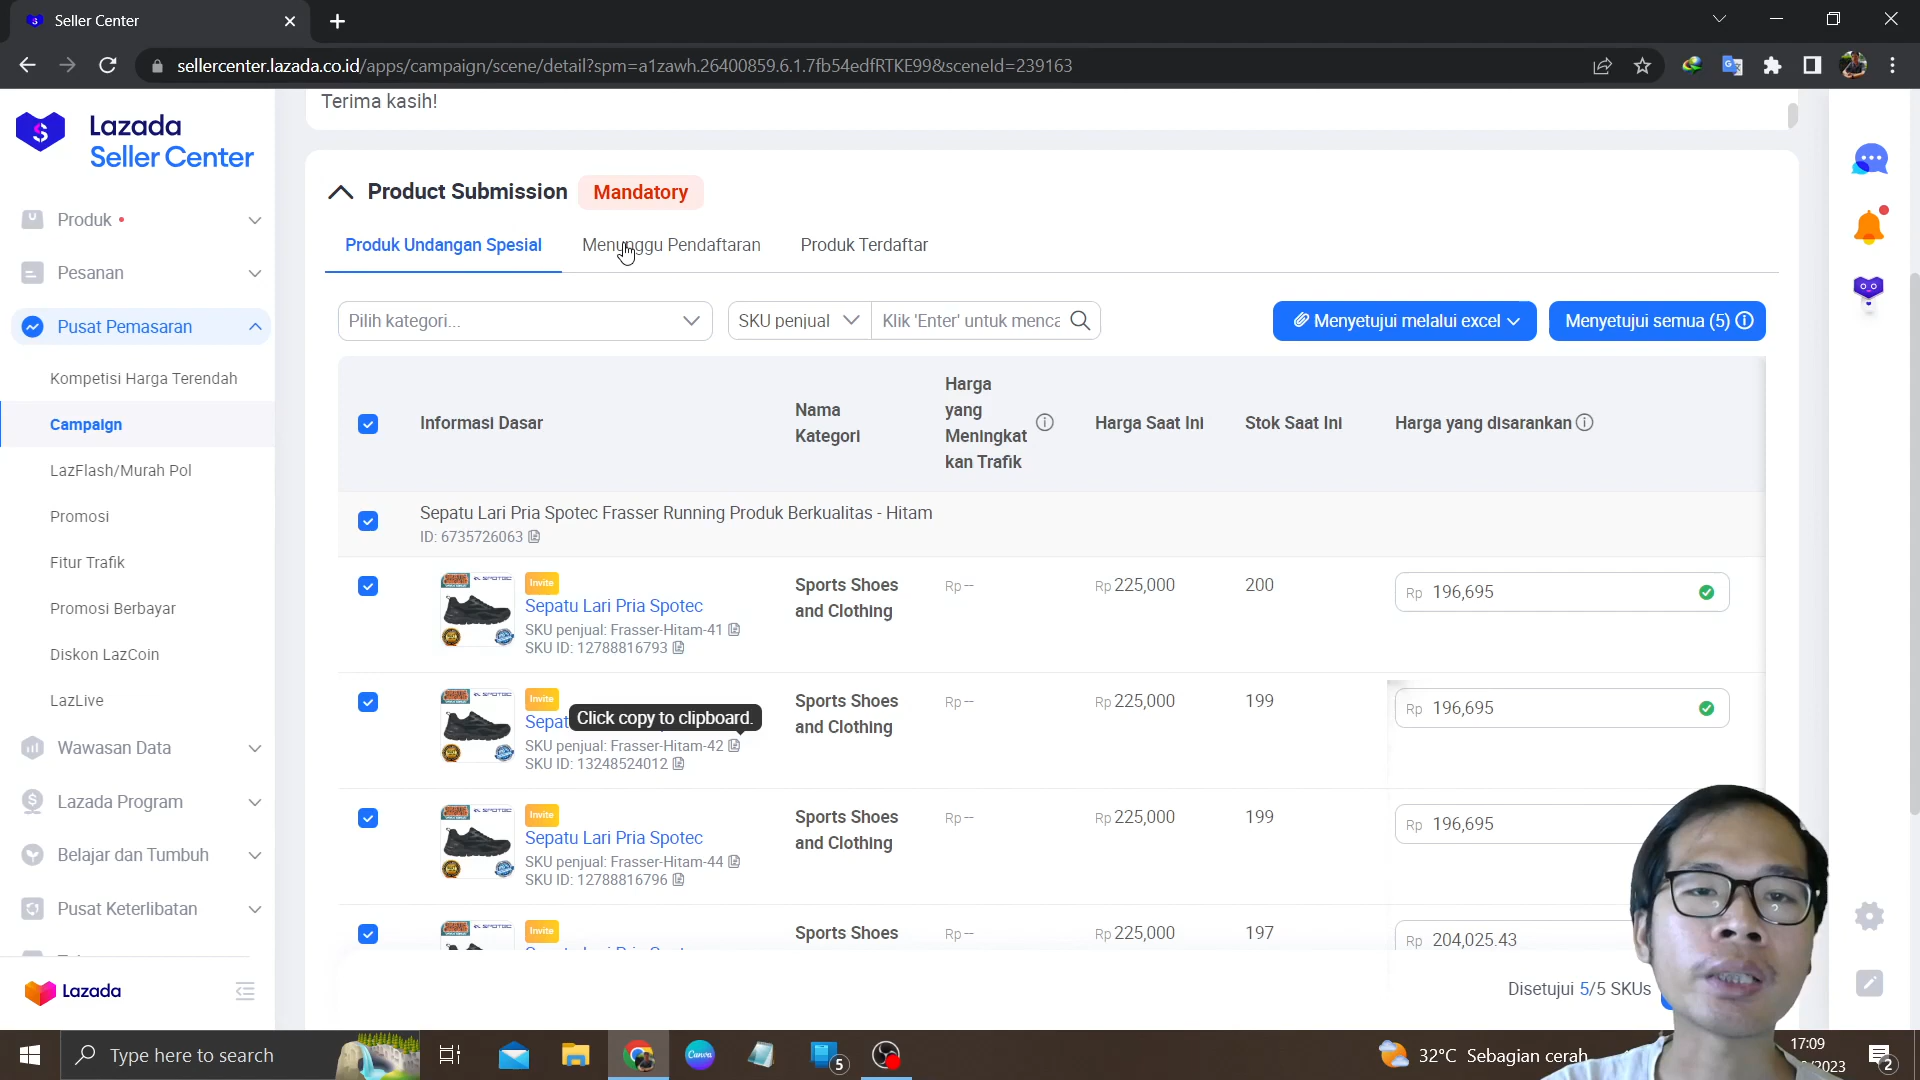 Seller Center
sellercenter.lazada.co.id/apps/campaign/scene/detail?spm=a1zawh.26400859.6.1.7fb54edfRTKE99&sceneId=239163
Lazada
Seller Center
Produk
Pesanan
Pusat Pemasaran
Kompetisi Harga Terendah
Campaign
LazFlash/Murah Pol
Promosi
Fitur Trafik
Promosi Berbayar
Diskon LazCoin
LazLive
Wawasan Data
Lazada Program
Belajar dan Tumbuh
Pusat Keterlibatan
Lazada
Terima kasih!
Product Submission Mandatory
Produk Undangan Spesial Menunggu Pendaftaran Produk Terdaftar
Pilih kategori... SKU penjual Klik 'Enter' untuk menca Menyetujui melalui excel Menyetujui semua (5)
Informasi Dasar
Nama
Kategori
Harga
yang
Meningkat
kan Trafik
Harga Saat Ini
Stok Saat Ini
Harga yang disarankan
Sepatu Lari Pria Spotec Frasser Running Produk Berkualitas - Hitam
ID: 6735726063
Invite
Sepatu Lari Pria Spotec
SKU penjual: Frasser-Hitam-41
SKU ID: 12788816793
Sports Shoes
and Clothing
Rp --
Rp 225,000
200
Rp 196,695
Invite
Sepat
Click copy to clipboard.
SKU penjual: Frasser-Hitam-42
SKU ID: 13248524012
Sports Shoes
and Clothing
Rp --
Rp 225,000
199
Rp 196,695
Invite
Sepatu Lari Pria Spotec
SKU penjual: Frasser-Hitam-44
SKU ID: 12788816796
Sports Shoes
and Clothing
Rp --
Rp 225,000
199
Rp 196,695
Invite
Sports Shoes
Rp --
Rp 225,000
197
Rp 204,025.43
Disetujui 5/5 SKUs
Type here to search
Canva
5
32°C Sebagian cerah
17:09
/2023
2